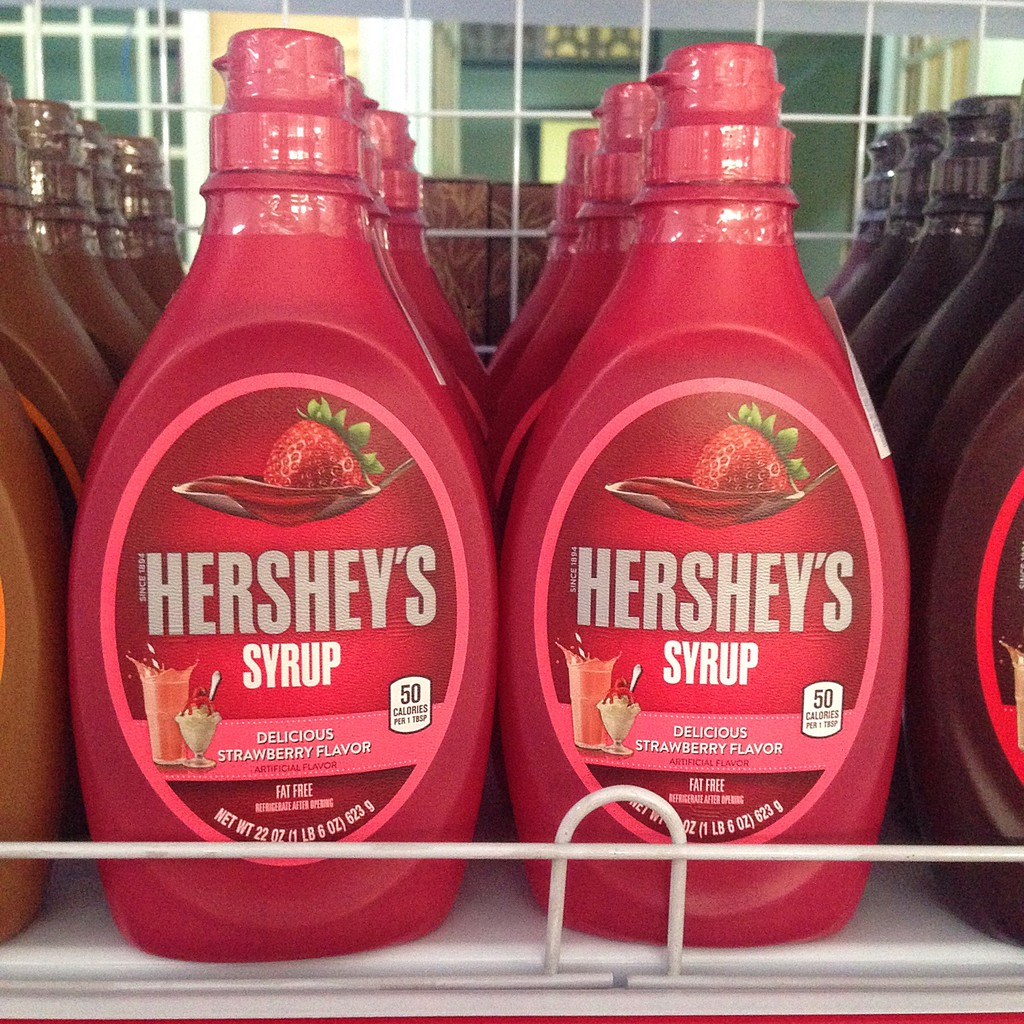 SINCE 1894
HERSHEY'S
SYRUP
50
CALORIES
PER 1 TBSP
DELICIOUS
STRAWBERRY FLAVOR
ARTIFICIAL FLAVOR
FAT FREE
REFRIGERATE AFTER OPENING
NET WT 22 OZ (1 LB 6 OZ) 623 g
SINCE 1894
HERSHEY'S
SYRUP
50
CALORIES
PER 1 TBSP
DELICIOUS
STRAWBERRY FLAVOR
ARTIFICIAL FLAVOR
FAT FREE
REFRIGERATE AFTER OPENING
NET OZ (1 LB 6 OZ) 623 g